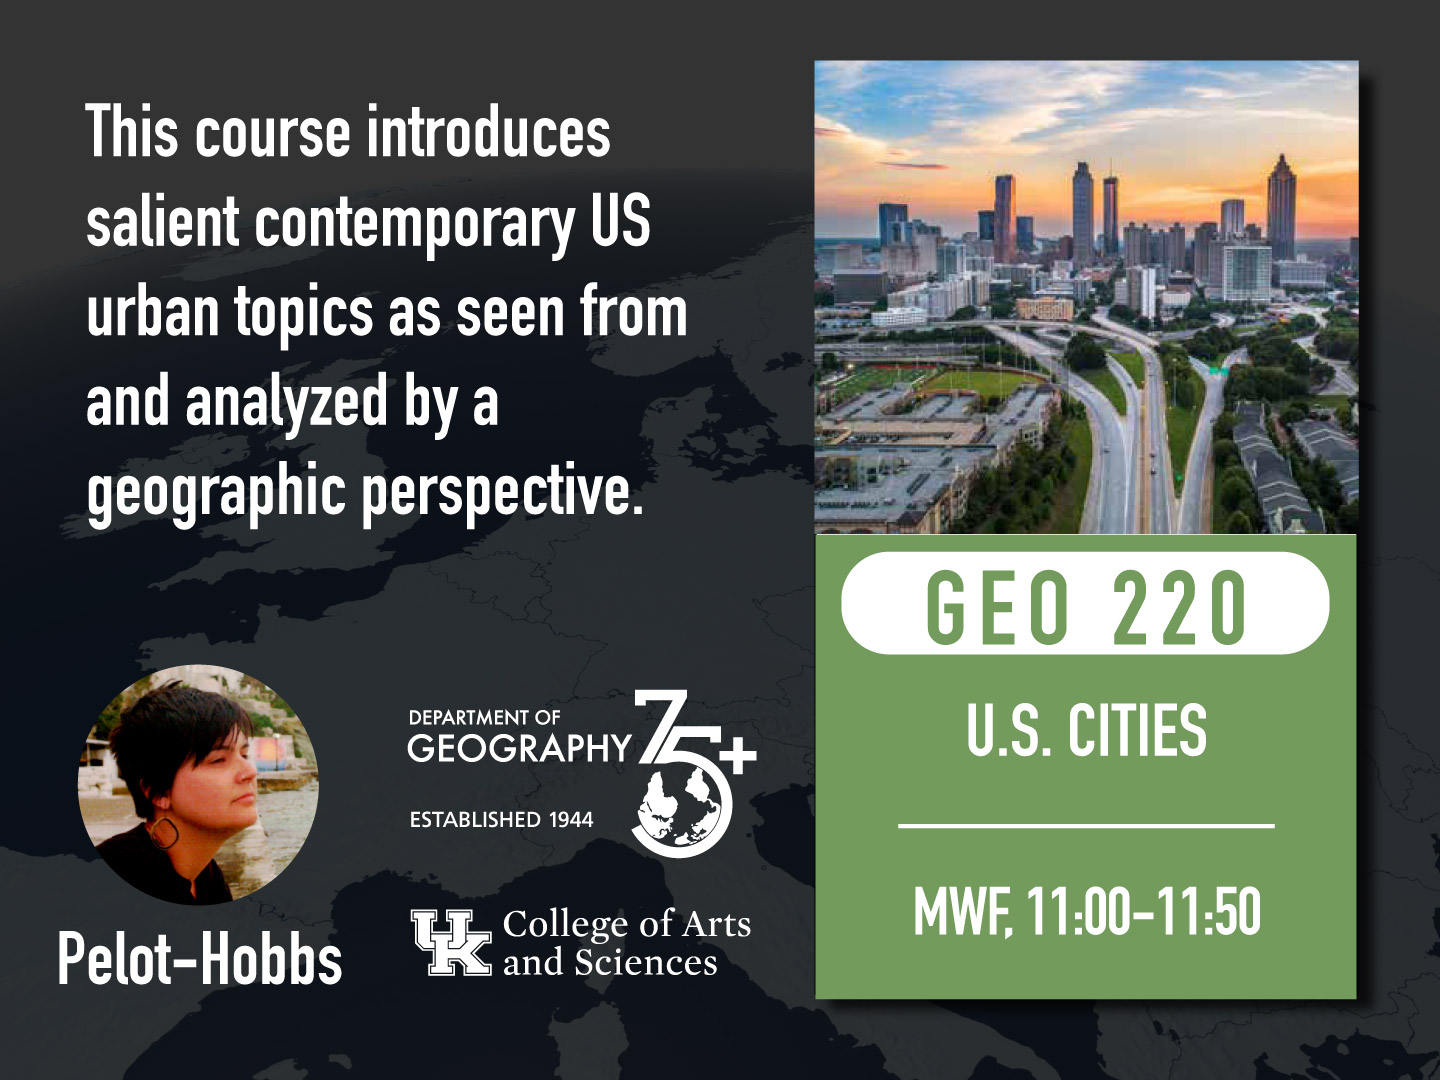 This course introduces
salient contemporary US
urban topics as seen from
and analyzed by a
geographic perspective.
Pelot-Hobbs
DEPARTMENT OF
GEOGRAPHY
75+
ESTABLISHED 1944
UK
College of Arts
and Sciences
GEO 220
U.S. CITIES
MWF, 11:00-11:50